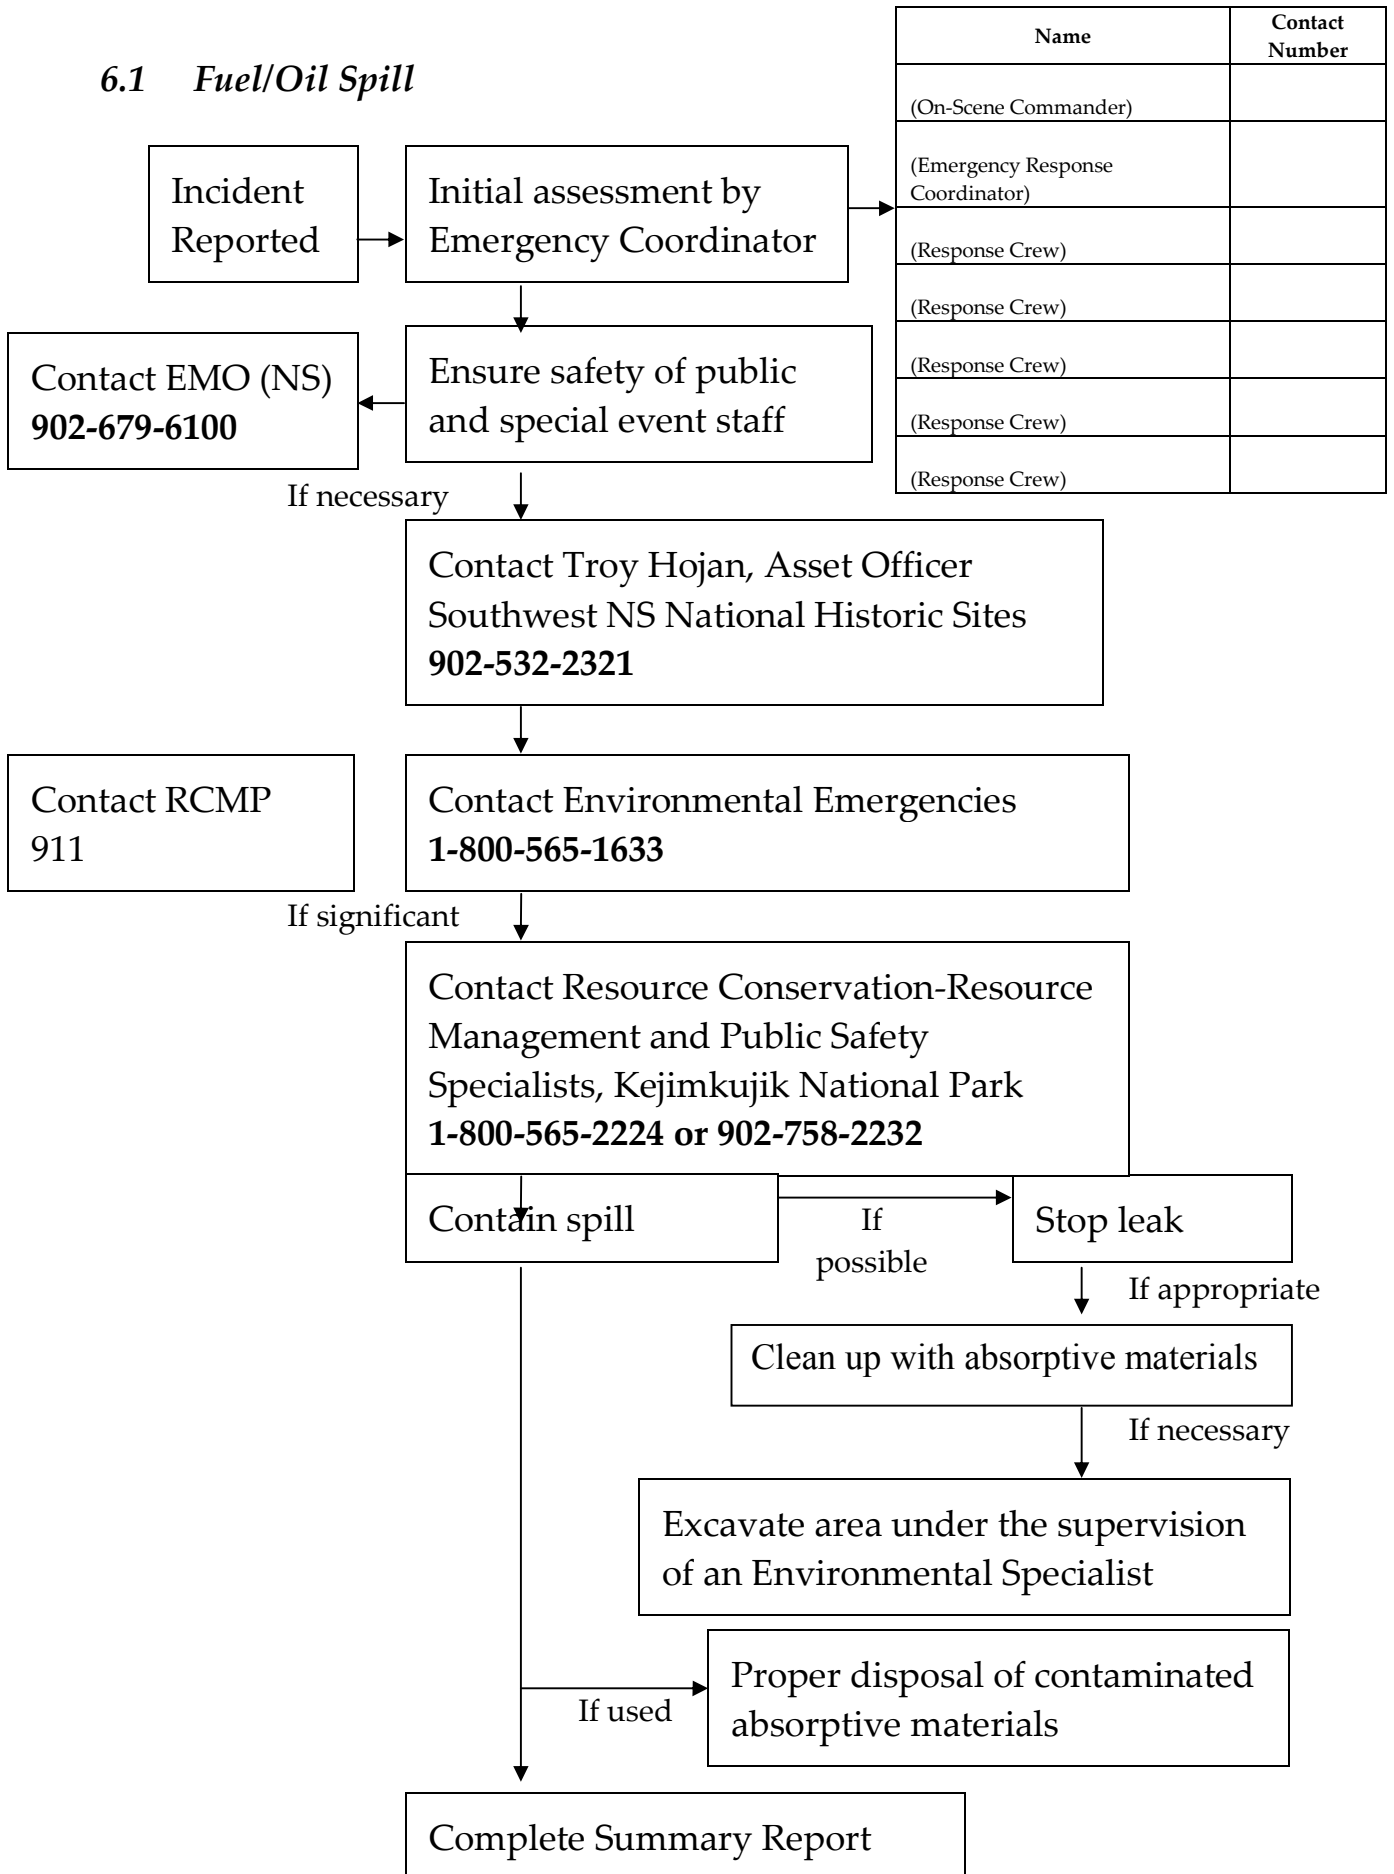 6.1 Fuel/Oil Spill
Name
Contact
Number
(On-Scene Commander)
(Emergency Response
Coordinator)
(Response Crew)
(Response Crew)
(Response Crew)
(Response Crew)
(Response Crew)
Incident
Reported
Initial assessment by
Emergency Coordinator
Contact EMO (NS)
902-679-6100
Ensure safety of public
and special event staff
If necessary
Contact Troy Hojan, Asset Officer
Southwest NS National Historic Sites
902-532-2321
Contact RCMP
911
Contact Environmental Emergencies
1-800-565-1633
If significant
Contact Resource Conservation-Resource
Management and Public Safety
Specialists, Kejimkujik National Park
1-800-565-2224 or 902-758-2232
Contain spill
If
possible
Stop leak
If appropriate
Clean up with absorptive materials
If necessary
Excavate area under the supervision
of an Environmental Specialist
If used
Proper disposal of contaminated
absorptive materials
Complete Summary Report